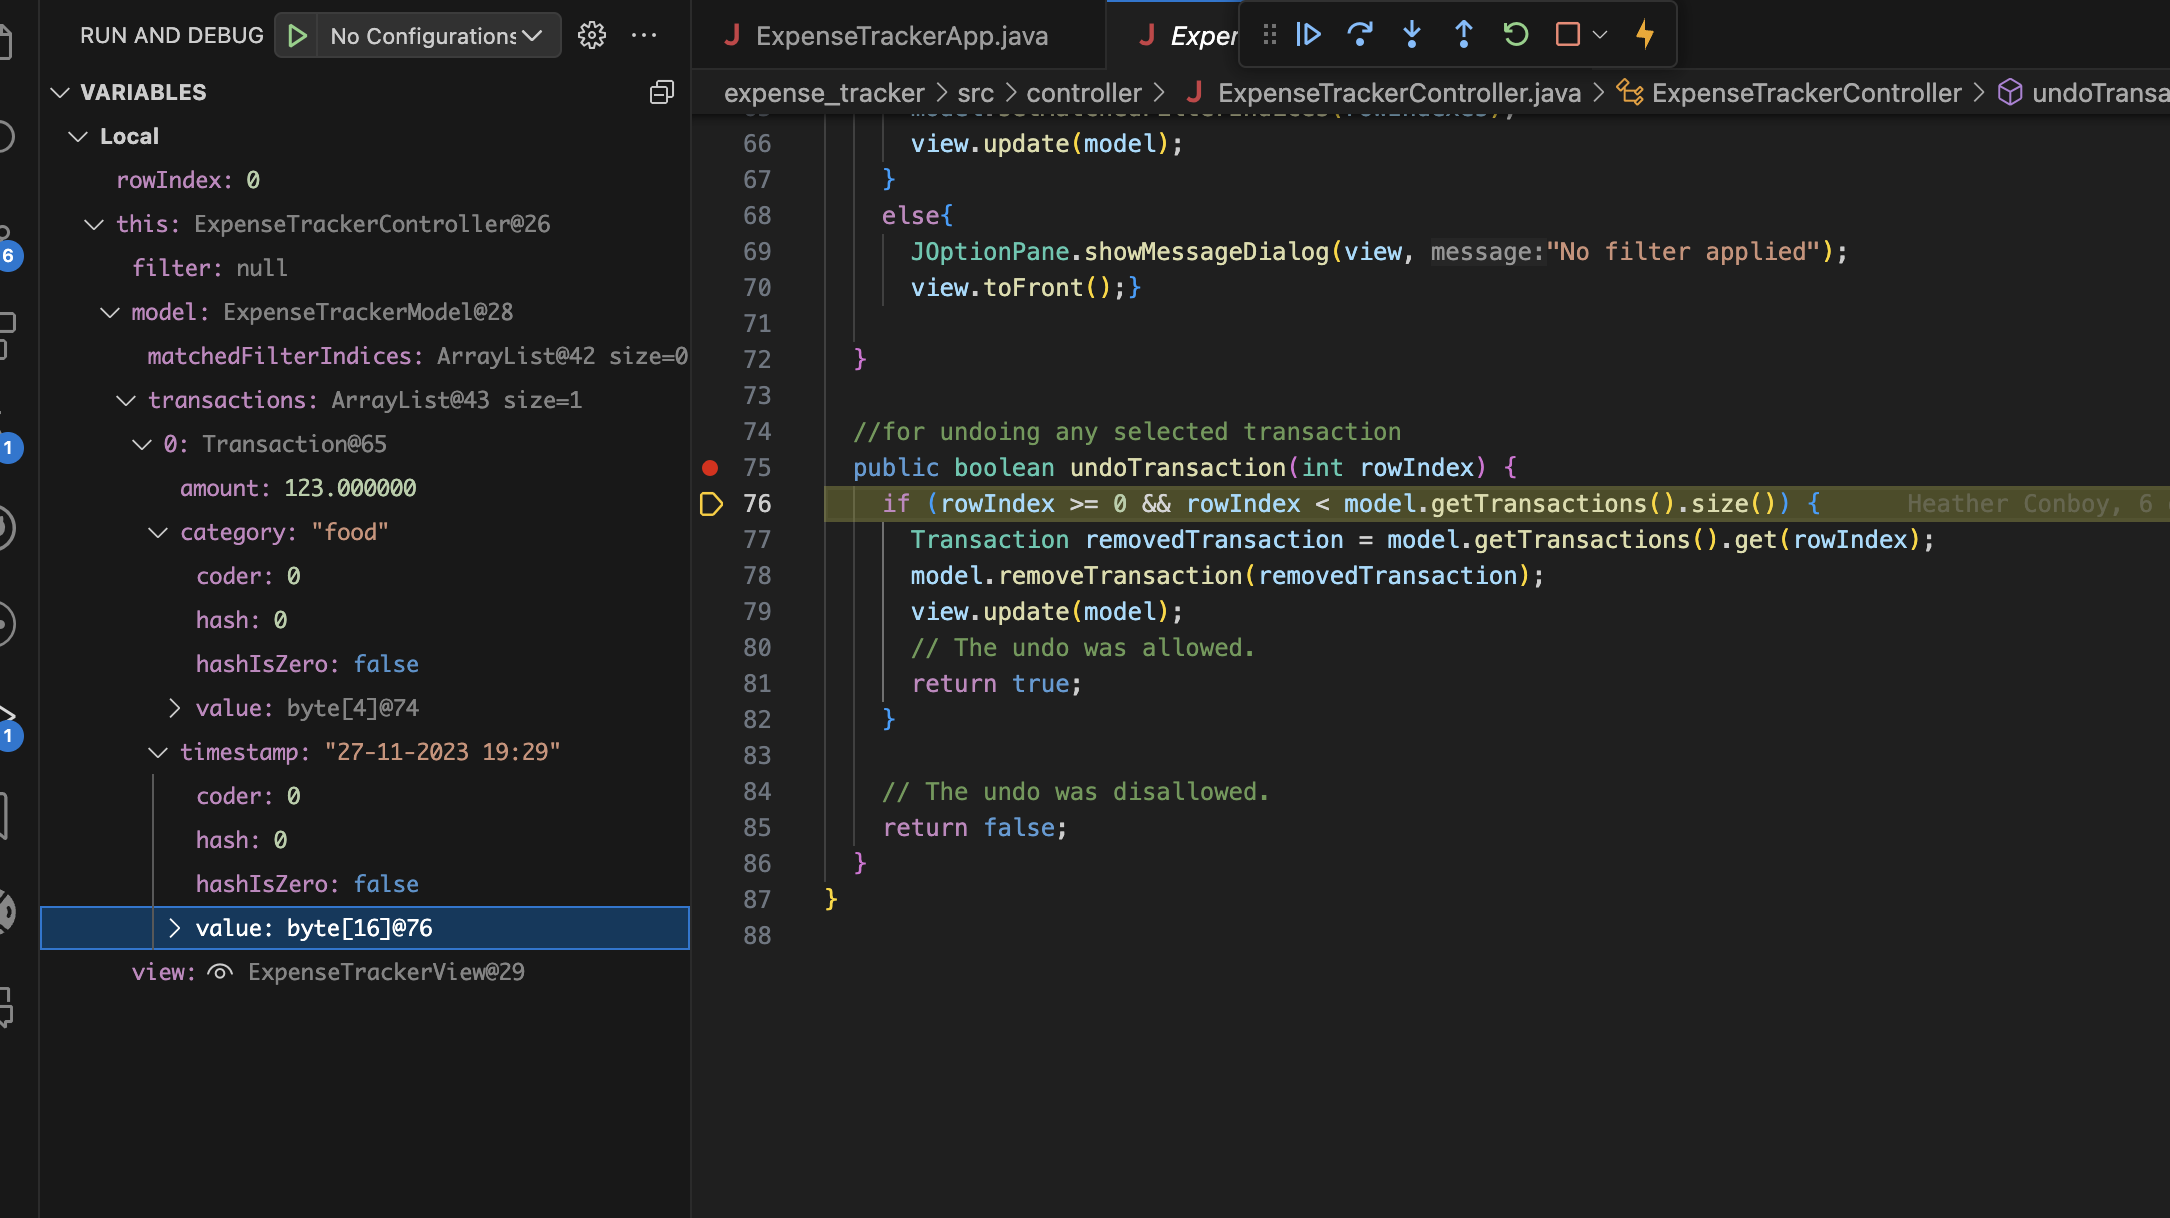 RUN AND DEBUG
No Configurations
VARIABLES
Local
rowIndex: 0
this: ExpenseTrackerController@26
filter: null
model: ExpenseTrackerModel@28
matchedFilterIndices: ArrayList@42 size=0
transactions: ArrayList@43 size=1
0: Transaction@65
amount: 123.000000
category: "food"
coder: 0
hash: 0
hashIsZero: false
value: byte[4]@74
timestamp: "27-11-2023 19:29"
coder: 0
hash: 0
hashIsZero: false
value: byte[16]@76
view: ExpenseTrackerView@29
6
1
1
ExpenseTrackerApp.java
Exper
expense_tracker > src > controller > ExpenseTrackerController.java > ExpenseTrackerController > undoTransa
66 view.update(model);
67 }
68 else{
69 JOptionPane.showMessageDialog(view, message:"No filter applied");
70 view.toFront();}
71
72 }
73
74 //for undoing any selected transaction
75 public boolean undoTransaction(int rowIndex) {
76 if (rowIndex >= 0 && rowIndex < model.getTransactions().size()) { Heather Conboy, 6
77 Transaction removedTransaction = model.getTransactions().get(rowIndex);
78 model.removeTransaction(removedTransaction);
79 view.update(model);
80 // The undo was allowed.
81 return true;
82 }
83
84 // The undo was disallowed.
85 return false;
86 }
87 }
88